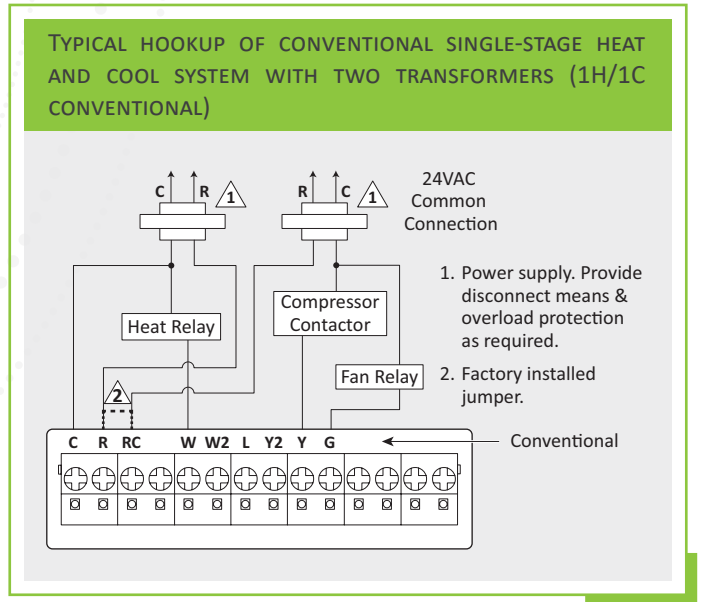 TYPICAL HOOKUP OF CONVENTIONAL SINGLE-STAGE HEAT
AND COOL SYSTEM WITH TWO TRANSFORMERS (1H/1C
CONVENTIONAL)
C R 1 R C 1
24VAC
Common
Connection
1. Power supply. Provide
disconnect means &
overload protection
as required.
2. Factory installed
jumper.
Compressor
Contactor
Heat Relay
Fan Relay
2
C R RC W W2 L Y2 Y G
Conventional